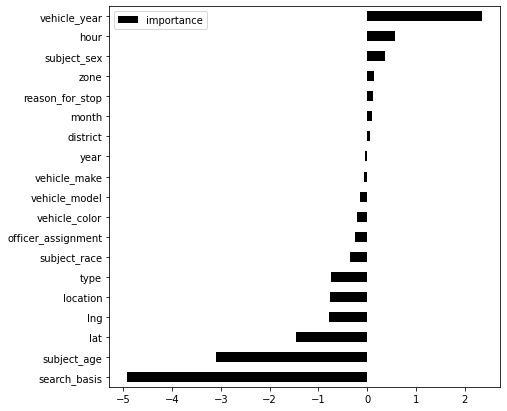 vehicle_year
hour
subject_sex
zone
reason_for_stop
month
district
year
vehicle_make
vehicle_model
vehicle_color
officer_assignment
subject_race
type
location
lng
lat
subject_age
search_basis
importance
−5 −4 −3 −2 −1 0 1 2